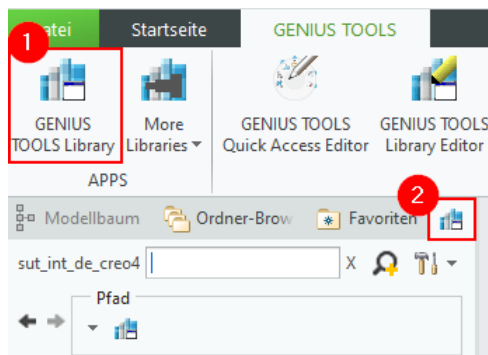 1
Datei Startseite GENIUS TOOLS
GENIUS TOOLS Library
More Libraries
GENIUS TOOLS Quick Access Editor
GENIUS TOOLS Library Editor
APPS
2
Modellbaum Ordner-Brow Favoriten
sut_int_de_creo4 X
Pfad